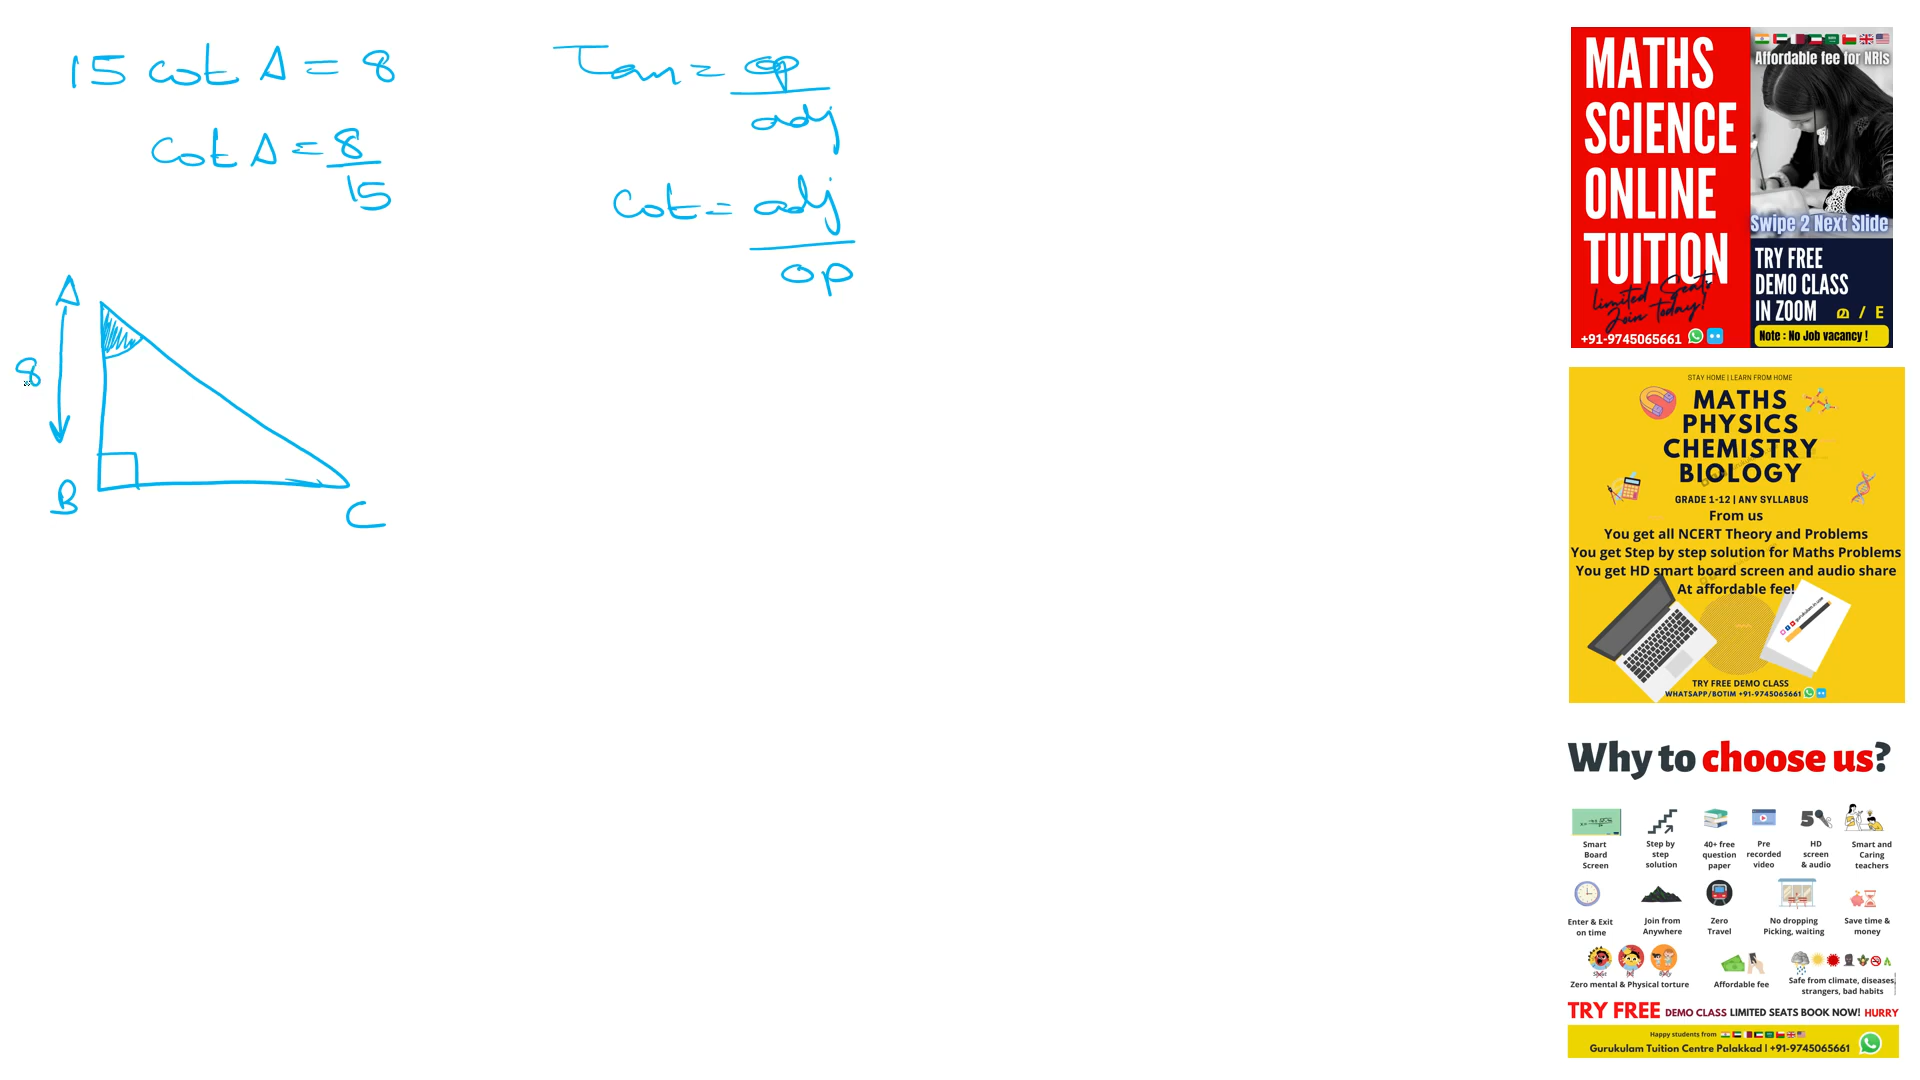 15 cot A = 8
cot A = 8
15
Tan = op
adj
cot = adj
op
A
8
B
C
MATHS
SCIENCE
ONLINE
TUITION
Limited Seats
Join Today!
+91-9745065661
Affordable fee for NRIs
Swipe 2 Next Slide
TRY FREE
DEMO CLASS
IN ZOOM
മ / E
Note : No Job vacancy !
STAY HOME | LEARN FROM HOME
MATHS
PHYSICS
CHEMISTRY
BIOLOGY
GRADE 1-12 | ANY SYLLABUS
From us
You get all NCERT Theory and Problems
You get Step by step solution for Maths Problems
You get HD smart board screen and audio share
At affordable fee!
TRY FREE DEMO CLASS
WHATSAPP/BOTIM +91-9745065661
Why to choose us?
Smart Board Screen
Step by step solution
40+ free question paper
Pre recorded video
5
HD screen & audio
Smart and Caring teachers
Enter & Exit on time
Join from Anywhere
Zero Travel
No dropping Picking, waiting
Save time & money
Zero mental & Physical torture
Affordable fee
Safe from climate, diseases, strangers, bad habits
TRY FREE DEMO CLASS LIMITED SEATS BOOK NOW! HURRY
Happy students from
Gurukulam Tuition Centre Palakkad | +91-9745065661